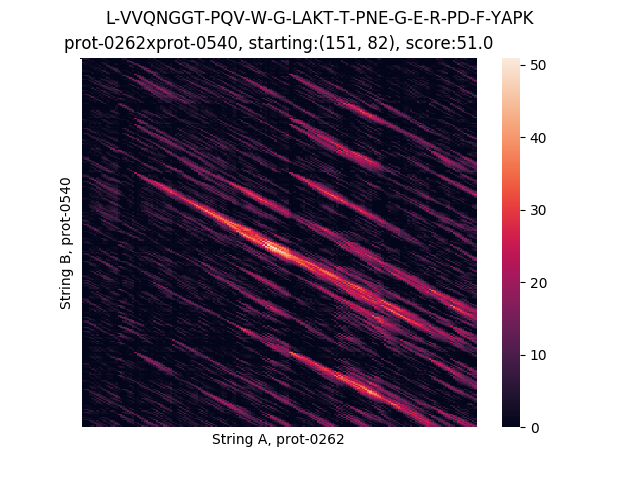 L-VVQNGGT-PQV-W-G-LAKT-T-PNE-G-E-R-PD-F-YAPK
prot-0262xprot-0540, starting:(151, 82), score:51.0
50
40
30
20
10
0
String B, prot-0540
String A, prot-0262